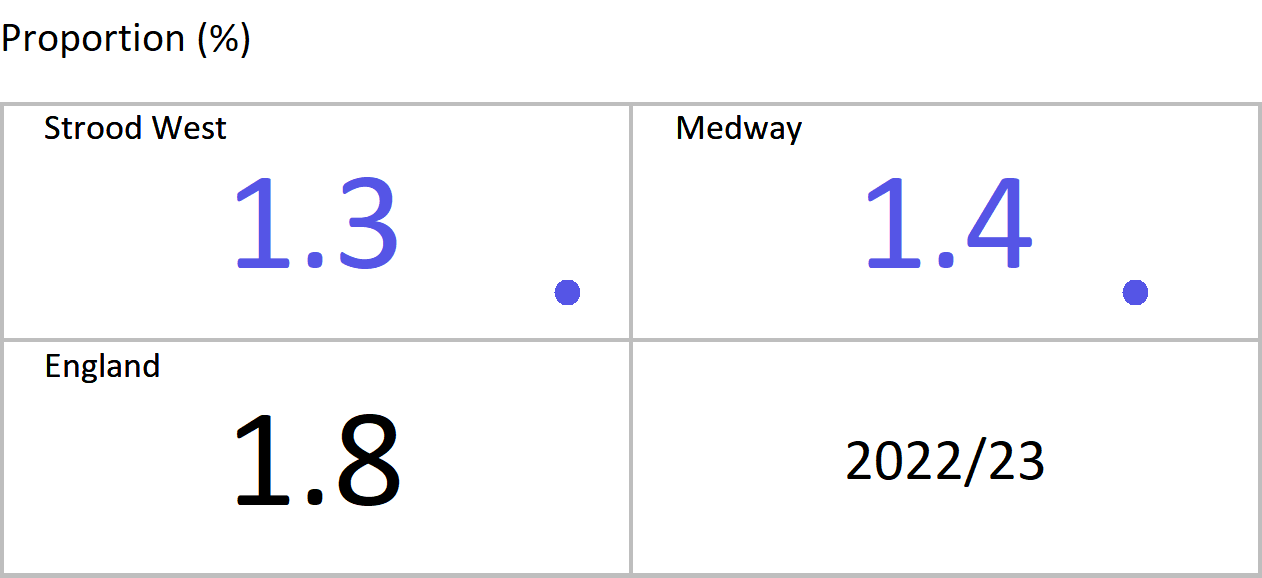 Proportion (%)
Strood West
1.3
Medway
1.4
England
1.8
2022/23